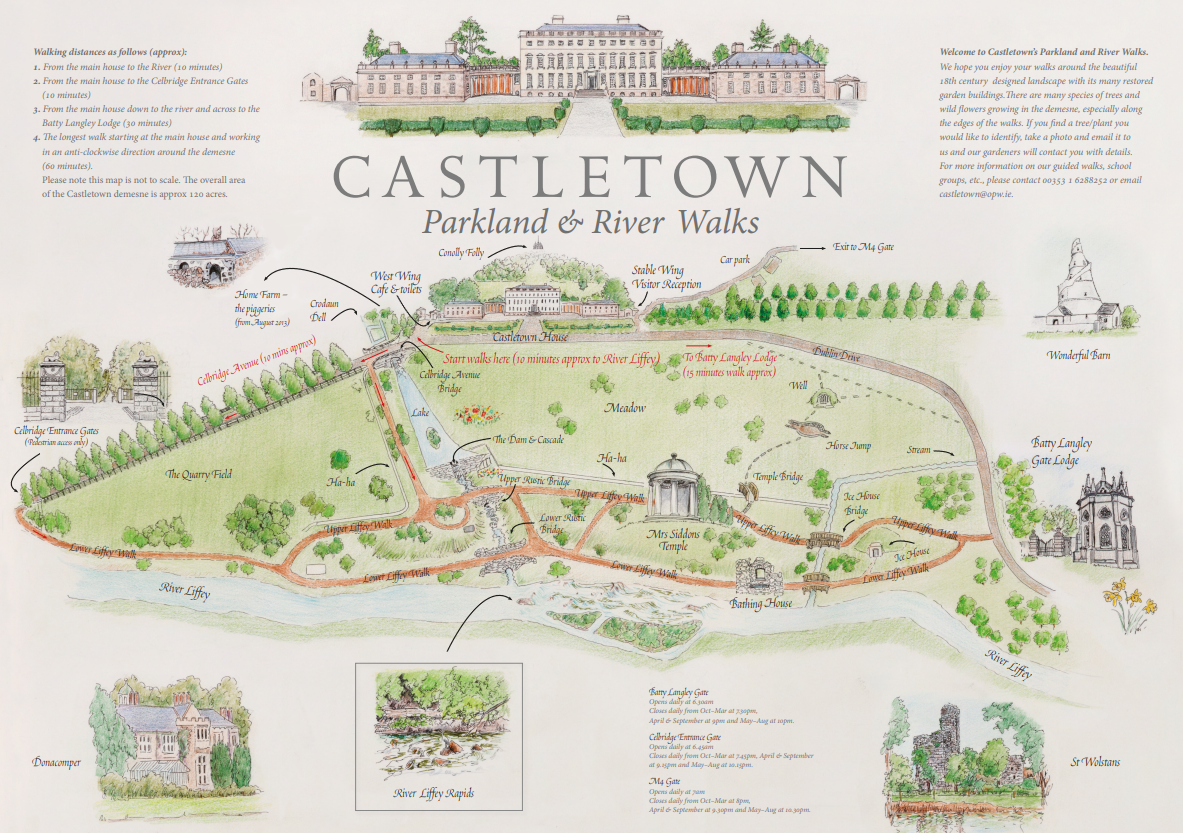 Walking distances as follows (approx):
1. From the main house to the River (10 minutes)
2. From the main house to the Celbridge Entrance Gates
(10 minutes)
3. From the main house down to the river and across to the
Batty Langley Lodge (30 minutes)
4. The longest walk starting at the main house and working
in an anti-clockwise direction around the demesne
(60 minutes).
Please note this map is not to scale. The overall area
of the Castletown demesne is approx 120 acres.
Welcome to Castletown's Parkland and River Walks.
We hope you enjoy your walks around the beautiful
18th century designed landscape with its many restored
garden buildings.There are many species of trees and
wild flowers growing in the demesne, especially along
the edges of the walks. If you find a tree/plant you
would like to identify, take a photo and email it to
us and our gardeners will contact you with details.
For more information on our guided walks, school
groups, etc., please contact 00353 1 6288252 or email
castletown@opw.ie.
CASTLETOWN
Parkland & River Walks
Conolly Folly
Exit to M4 Gate
Car park
West Wing
Cafe & toilets
Stable Wing
Visitor Reception
Home Farm –
the piggeries
(from August 2013)
Crodaun
Dell
Castletown House
Wonderful Barn
Celbridge Avenue (10 mins approx)
Start walks here (10 minutes approx to River Liffey)
To Batty Langley Lodge
(15 minutes walk approx)
Dublin Drive
Celbridge Avenue
Bridge
Well
Lake
Meadow
Celbridge Entrance Gates
(Pedestrian access only)
The Dam & Cascade
Horse Jump
Batty Langley
Gate Lodge
Stream
The Quarry Field
Ha-ha
Ha-ha
Upper Rustic Bridge
Temple Bridge
Upper Liffey Walk
Ice House
Bridge
Lower Rustic
Bridge
Upper Liffey Walk
Mrs Siddons
Temple
Upper Liffey Walk
Upper Liffey Walk
Lower Liffey Walk
Ice House
Lower Liffey Walk
Lower Liffey Walk
Lower Liffey Walk
River Liffey
Bathing House
River Liffey
Donacomper
River Liffey Rapids
Batty Langley Gate
Opens daily at 6.30am
Closes daily from Oct–Mar at 7.30pm,
April & September at 9pm and May–Aug at 10pm.
Celbridge Entrance Gate
Opens daily at 6.45am
Closes daily from Oct–Mar at 7.45pm, April & September
at 9.15pm and May–Aug at 10.15pm.
M4 Gate
Opens daily at 7am
Closes daily from Oct–Mar at 8pm,
April & September at 9.30pm and May–Aug at 10.30pm.
St Wolstans